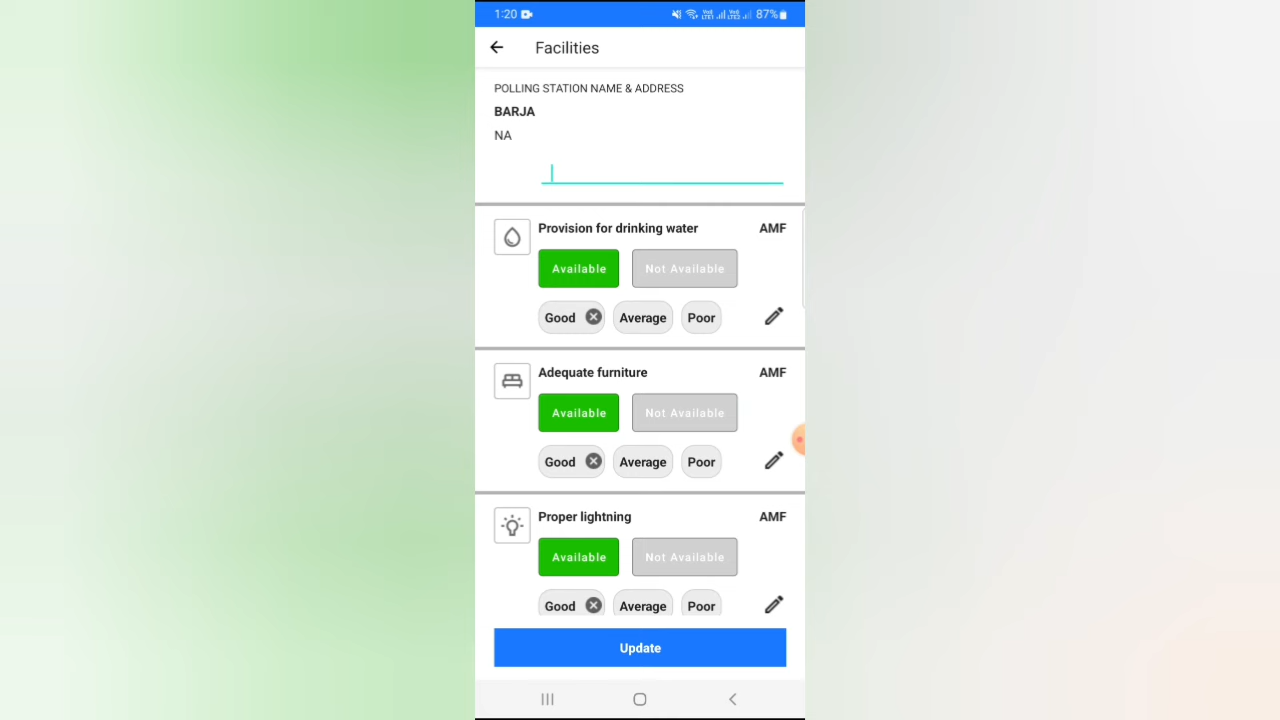 1:20 87%
Facilities
POLLING STATION NAME & ADDRESS
BARJA
NA
Provision for drinking water AMF
Available Not Available
Good Average Poor
Adequate furniture AMF
Available Not Available
Good Average Poor
Proper lightning AMF
Available Not Available
Good Average Poor
Update